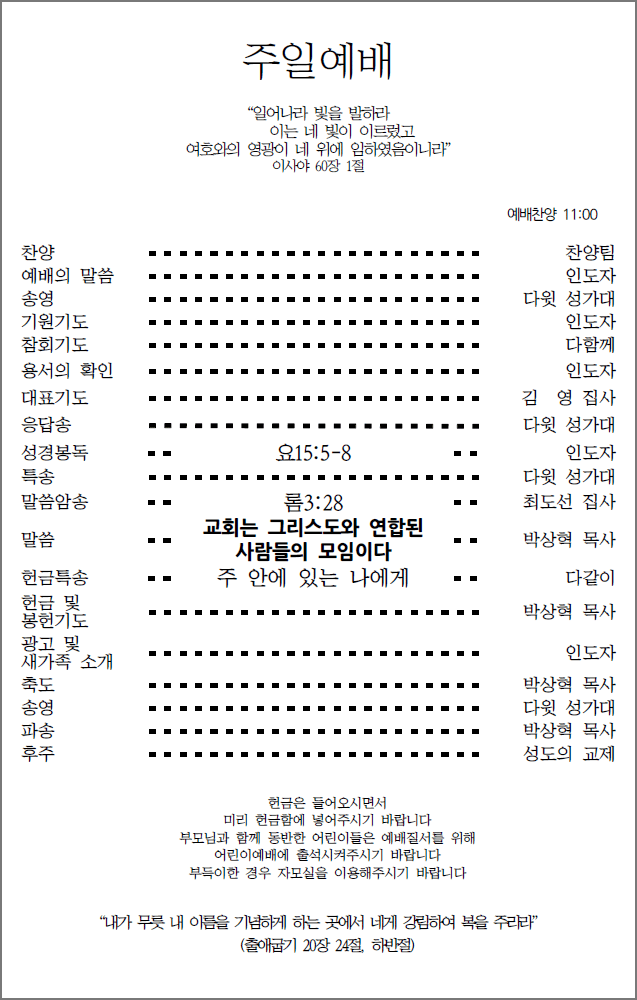 주일예배
“일어나라 빛을 발하라
이는 네 빛이 이르렀고
여호와의 영광이 네 위에 임하였음이니라”
이사야 60장 1절
예배찬양 11:00
찬양 찬양팀
예배의 말씀 인도자
송영 다윗 성가대
기원기도 인도자
참회기도 다함께
용서의 확인 인도자
대표기도 김 영 집사
응답송 다윗 성가대
성경봉독 요15:5-8 인도자
특송 다윗 성가대
말씀암송 롬3:28 최도선 집사
말씀 교회는 그리스도와 연합된
사람들의 모임이다 박상혁 목사
헌금특송 주 안에 있는 나에게 다같이
헌금 및
봉헌기도 박상혁 목사
광고 및
새가족 소개 인도자
축도 박상혁 목사
송영 다윗 성가대
파송 박상혁 목사
후주 성도의 교제
헌금은 들어오시면서
미리 헌금함에 넣어주시기 바랍니다
부모님과 함께 동반한 어린이들은 예배질서를 위해
어린이예배에 출석시켜주시기 바랍니다
부득이한 경우 자모실을 이용해주시기 바랍니다
“내가 무릇 내 이름을 기념하게 하는 곳에서 네게 강림하여 복을 주리라”
(출애굽기 20장 24절, 하반절)